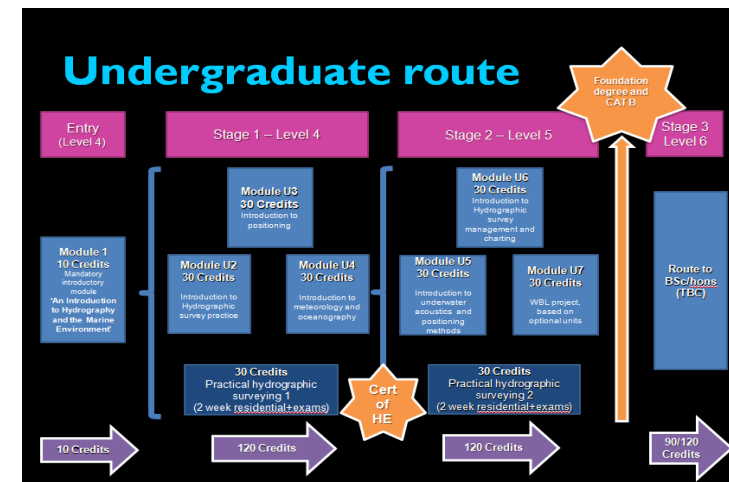 Undergraduate route
Foundation
degree and
CAT B
Entry
(Level 4)
Stage 1 – Level 4
Stage 2 – Level 5
Stage 3
Level 6
Module 1
10 Credits
Mandatory
introductory
module
'An Introduction
to Hydrography
and the Marine
Environment'
Module U3
30 Credits
Introduction to
positioning
Module U2
30 Credits
Introduction to
Hydrographic
survey practice
Module U4
30 Credits
Introduction to
meteorology and
oceanography
30 Credits
Practical hydrographic
surveying 1
(2 week residential+exams)
Cert
of
HE
Module U6
30 Credits
Introduction to
Hydrographic
survey
management and
charting
Module U5
30 Credits
Introduction to
underwater
acoustics and
positioning
methods
Module U7
30 Credits
WBL project,
based on
optional units
30 Credits
Practical hydrographic
surveying 2
(2 week residential+exams)
Route to
BSc/hons
(TBC)
10 Credits
120 Credits
120 Credits
90/120
Credits